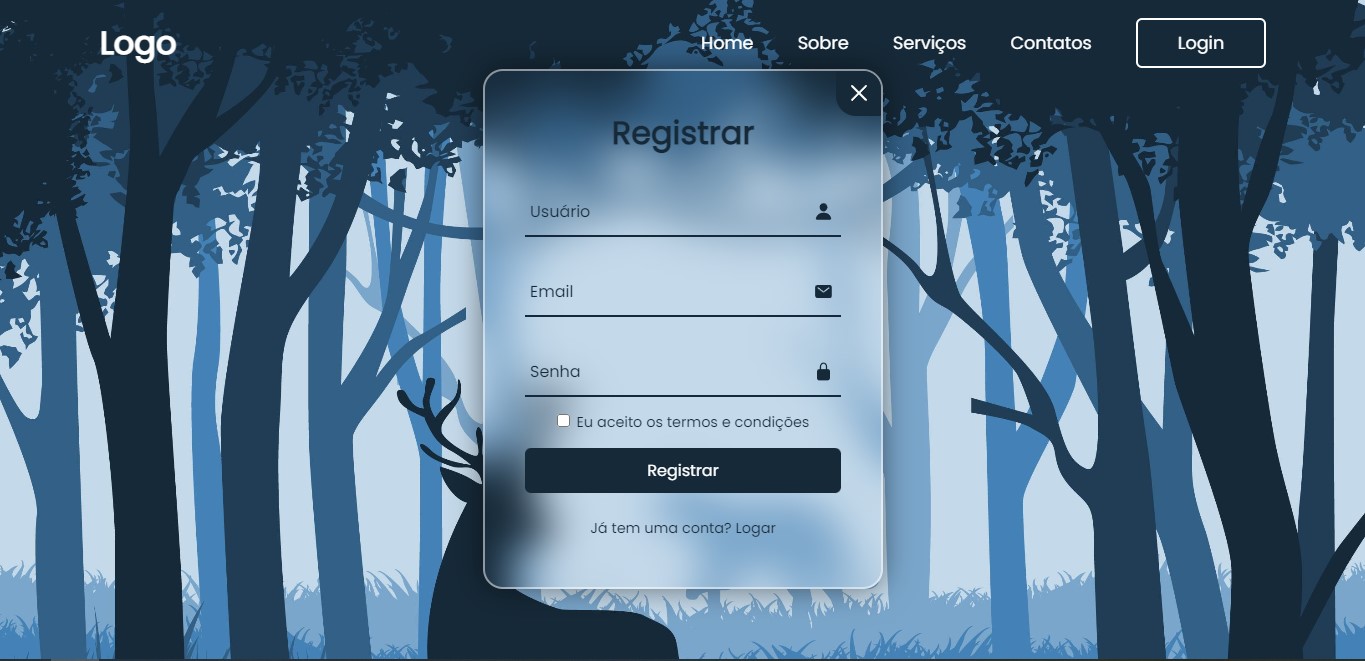 Logo
Home Sobre Serviços Contatos Login
Registrar
Usuário
Email
Senha
Eu aceito os termos e condições
Registrar
Já tem uma conta? Logar